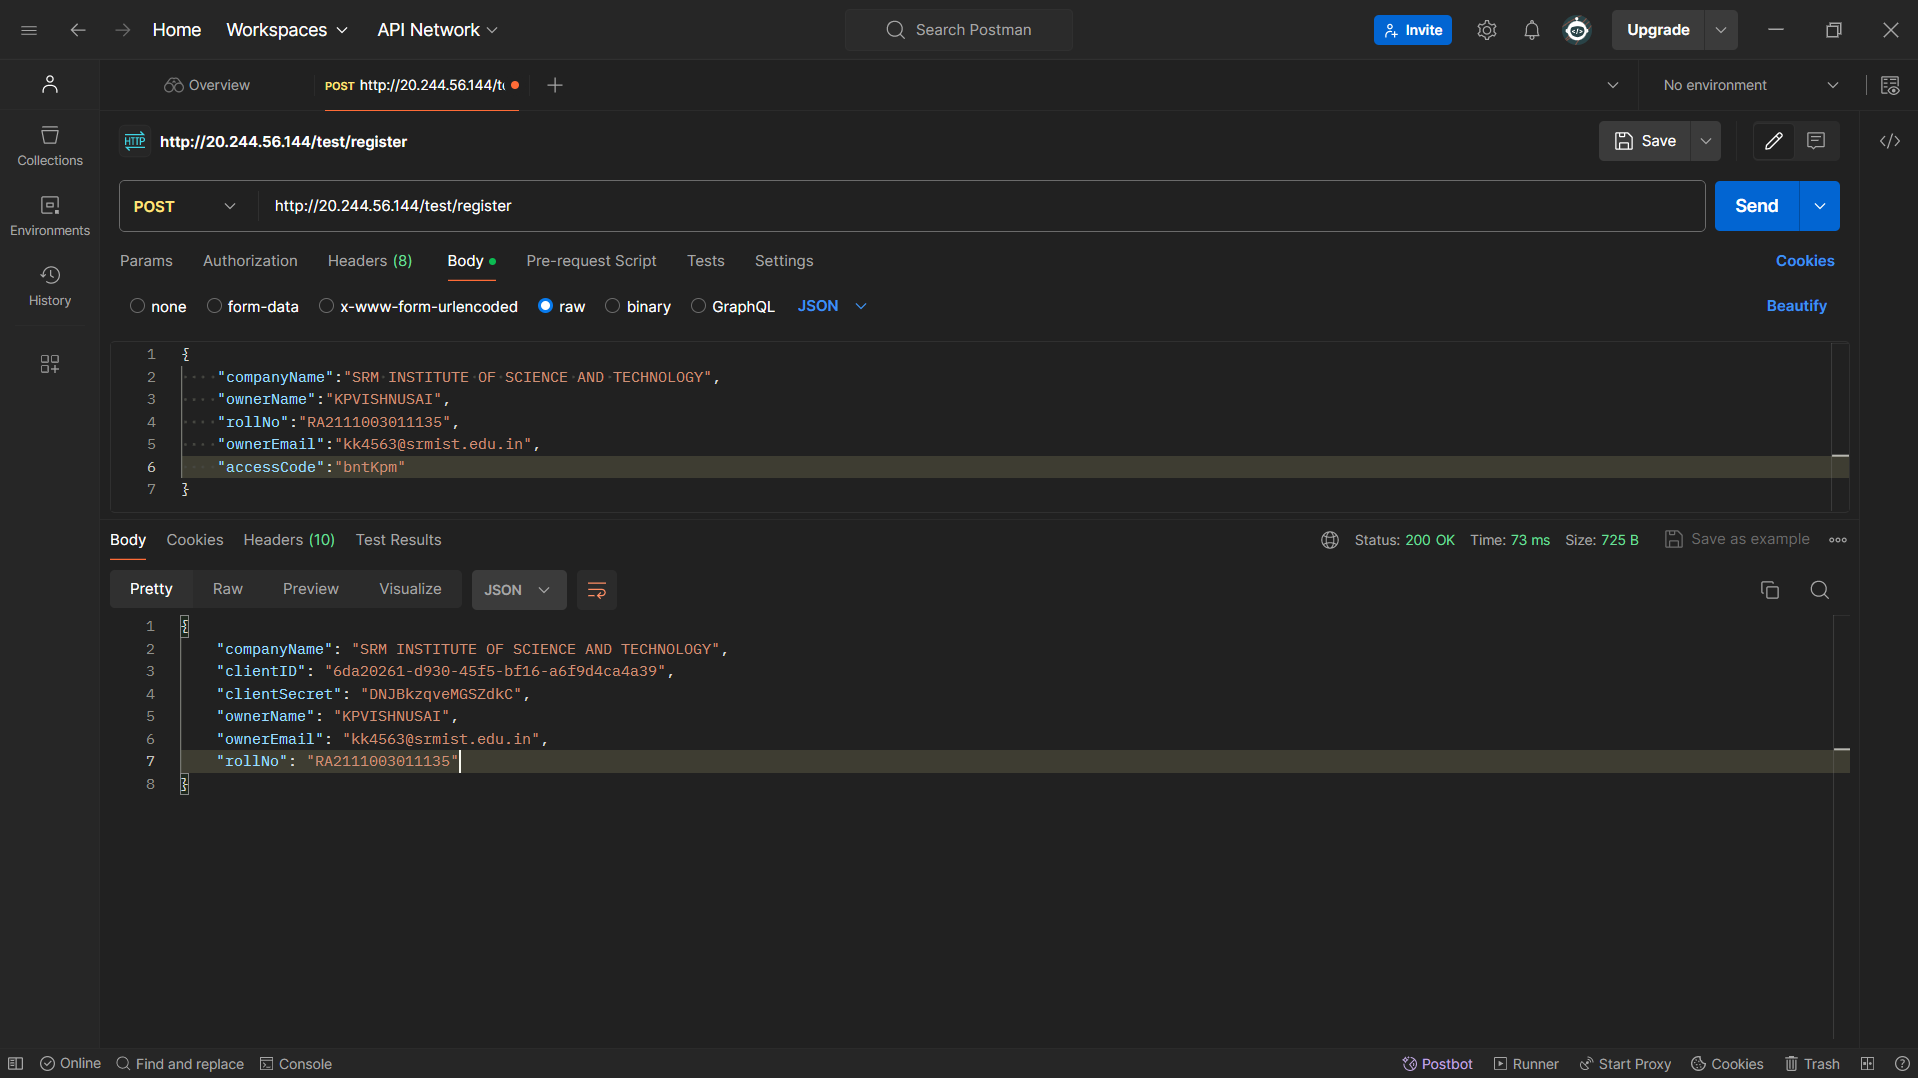 Home Workspaces API Network Search Postman Invite Upgrade
Overview POST http://20.244.56.144/t No environment
HTTP http://20.244.56.144/test/register Save
Collections
POST http://20.244.56.144/test/register Send
Environments
Params Authorization Headers (8) Body Pre-request Script Tests Settings Cookies
History
none form-data x-www-form-urlencoded raw binary GraphQL JSON Beautify
1 {
2 "companyName":"SRM INSTITUTE OF SCIENCE AND TECHNOLOGY",
3 "ownerName":"KPVISHNUSAI",
4 "rollNo":"RA2111003011135",
5 "ownerEmail":"kk4563@srmist.edu.in",
6 "accessCode":"bntKpm"
7 }
Body Cookies Headers (10) Test Results Status: 200 OK Time: 73 ms Size: 725 B Save as example
Pretty Raw Preview Visualize JSON
1 {
2 "companyName": "SRM INSTITUTE OF SCIENCE AND TECHNOLOGY",
3 "clientID": "6da20261-d930-45f5-bf16-a6f9d4ca4a39",
4 "clientSecret": "DNJBkzqveMGSZdkC",
5 "ownerName": "KPVISHNUSAI",
6 "ownerEmail": "kk4563@srmist.edu.in",
7 "rollNo": "RA2111003011135"
8 }
Online Find and replace Console Postbot Runner Start Proxy Cookies Trash